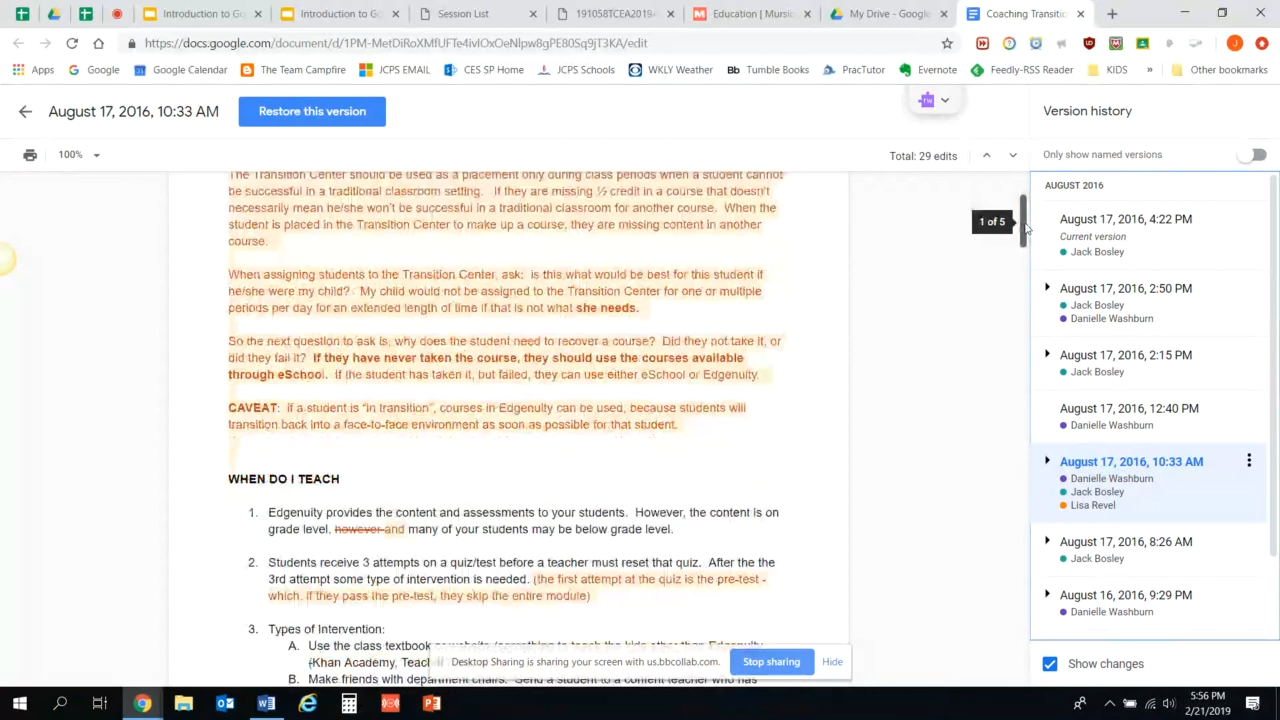 Introduction to Go
Introduction to Go
Session List
191058TCEA2019-
Education | Mursio
My Drive - Google
Coaching Transitio
https://docs.google.com/document/d/1PM-MetDiRoXMfUFTe4ivlOxOeNlpw8gPE80Sq9jT3KA/edit
Apps
Google
Google Calendar
The Team Campfire
JCPS EMAIL
CES SP Home
JCPS Schools
WKLY Weather
Bb Tumble Books
PracTutor
Evernote
Feedly-RSS Reader
KIDS
»
Other bookmarks
August 17, 2016, 10:33 AM
Restore this version
Version history
100%
Total: 29 edits
Only show named versions
The Transition Center should be used as a placement only during class periods when a student cannot
be successful in a traditional classroom setting. If they are missing ½ credit in a course that doesn't
necessarily mean he/she won't be successful in a traditional classroom for another course. When the
student is placed in the Transition Center to make up a course, they are missing content in another
course.
When assigning students to the Transition Center, ask: is this what would be best for this student if
he/she were my child? My child would not be assigned to the Transition Center for one or multiple
periods per day for an extended length of time if that is not what she needs.
So the next question to ask is, why does the student need to recover a course? Did they not take it, or
did they fail it? If they have never taken the course, they should use the courses available
through eSchool. If the student has taken it, but failed, they can use either eSchool or Edgenuity.
CAVEAT: if a student is "in transition", courses in Edgenuity can be used, because students will
transition back into a face-to-face environment as soon as possible for that student.
WHEN DO I TEACH
1. Edgenuity provides the content and assessments to your students. However, the content is on
grade level. however and many of your students may be below grade level.
2. Students receive 3 attempts on a quiz/test before a teacher must reset that quiz. After the the
3rd attempt some type of intervention is needed. (the first attempt at the quiz is the pre-test -
which. if they pass the pre-test, they skip the entire module)
3. Types of Intervention:
A. Use the class textbook or website (something to teach the kids other than Edgenuity
(Khan Academy, Teach
B. Make friends with department chairs. Send a student to a content teacher who has
1 of 5
AUGUST 2016
August 17, 2016, 4:22 PM
Current version
Jack Bosley
August 17, 2016, 2:50 PM
Jack Bosley
Danielle Washburn
August 17, 2016, 2:15 PM
Jack Bosley
August 17, 2016, 12:40 PM
Danielle Washburn
August 17, 2016, 10:33 AM
Danielle Washburn
Jack Bosley
Lisa Revel
August 17, 2016, 8:26 AM
Jack Bosley
August 16, 2016, 9:29 PM
Danielle Washburn
Show changes
Desktop Sharing is sharing your screen with us.bbcollab.com.
Stop sharing
Hide
5:56 PM
2/21/2019